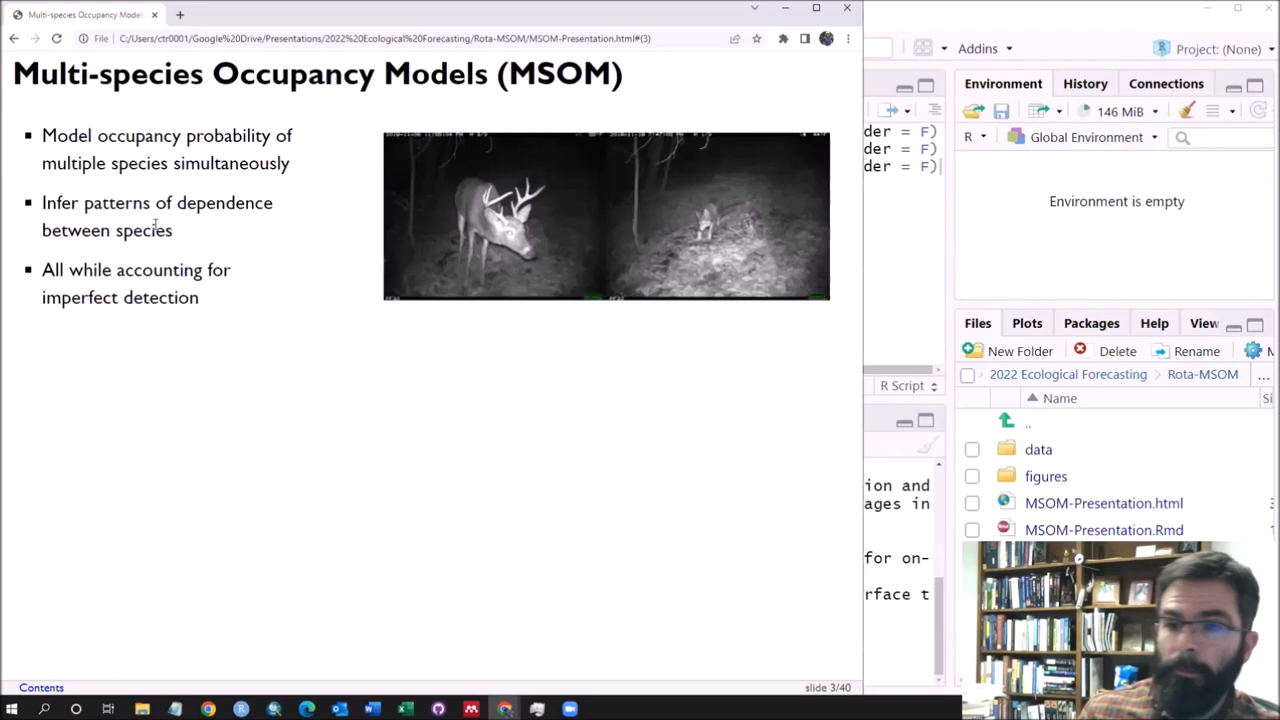 Multi-species Occupancy Mode
File
C:/Users/ctr0001/Google%20Drive/Presentations/2022%20Ecological%20Forecasting/Rota-MSOM/MSOM-Presentation.html#(3)
Multi-species Occupancy Models (MSOM)
Model occupancy probability of
multiple species simultaneously
Infer patterns of dependence
between species
All while accounting for
imperfect detection
Contents
slide 3/40
Addins
Project: (None)
der = F)
der = F)
der = F)
R Script
ion and
ages in
for on-
rface t
Environment
History
Connections
146 MiB
R
Global Environment
Environment is empty
Files
Plots
Packages
Help
View
New Folder
Delete
Rename
M
2022 Ecological Forecasting
Rota-MSOM
...
Name
Si
..
data
figures
MSOM-Presentation.html
MSOM-Presentation.Rmd